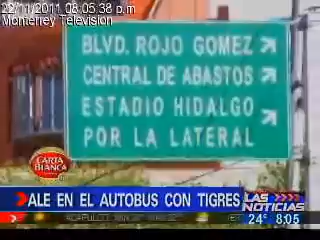 22/11/2011 08:05:38 p.m
Monterrey Television
BLVD. ROJO GOMEZ
CENTRAL DE ABASTOS
ESTADIO HIDALGO
POR LA LATERAL
CARTA
BLANCA
ALE EN EL AUTOBUS CON TIGRES
LAS
NOTICIAS
24° 8:05